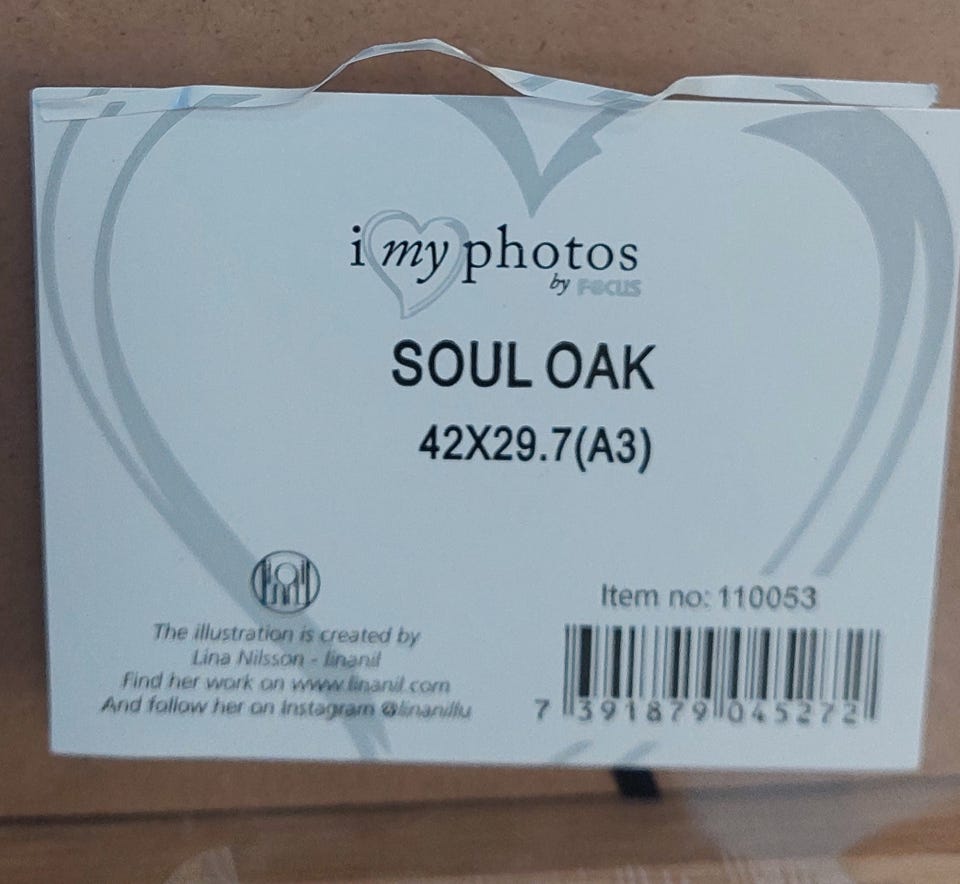 i my photos
by FOCUS
SOUL OAK
42X29.7(A3)
The illustration is created by
Lina Nilsson - linanil
Find her work on www.linanil.com
And follow her on Instagram @linanillu
Item no: 110053
7 391879 045272